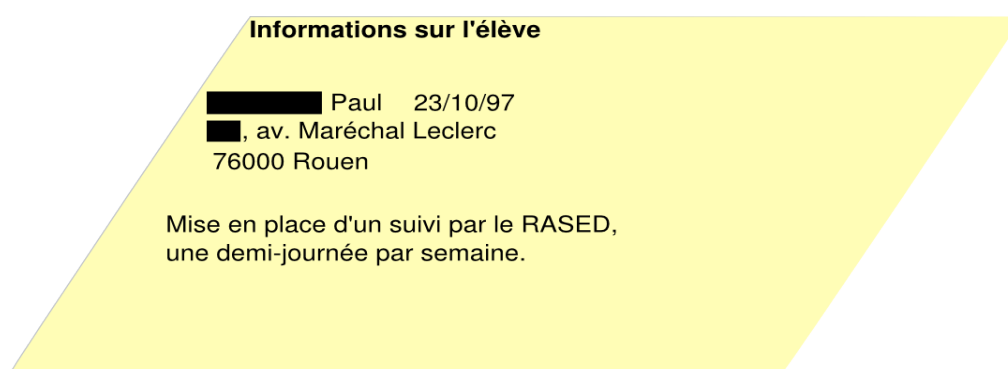 Informations sur l'élève
Paul 23/10/97
, av. Maréchal Leclerc
76000 Rouen
Mise en place d'un suivi par le RASED,
une demi-journée par semaine.